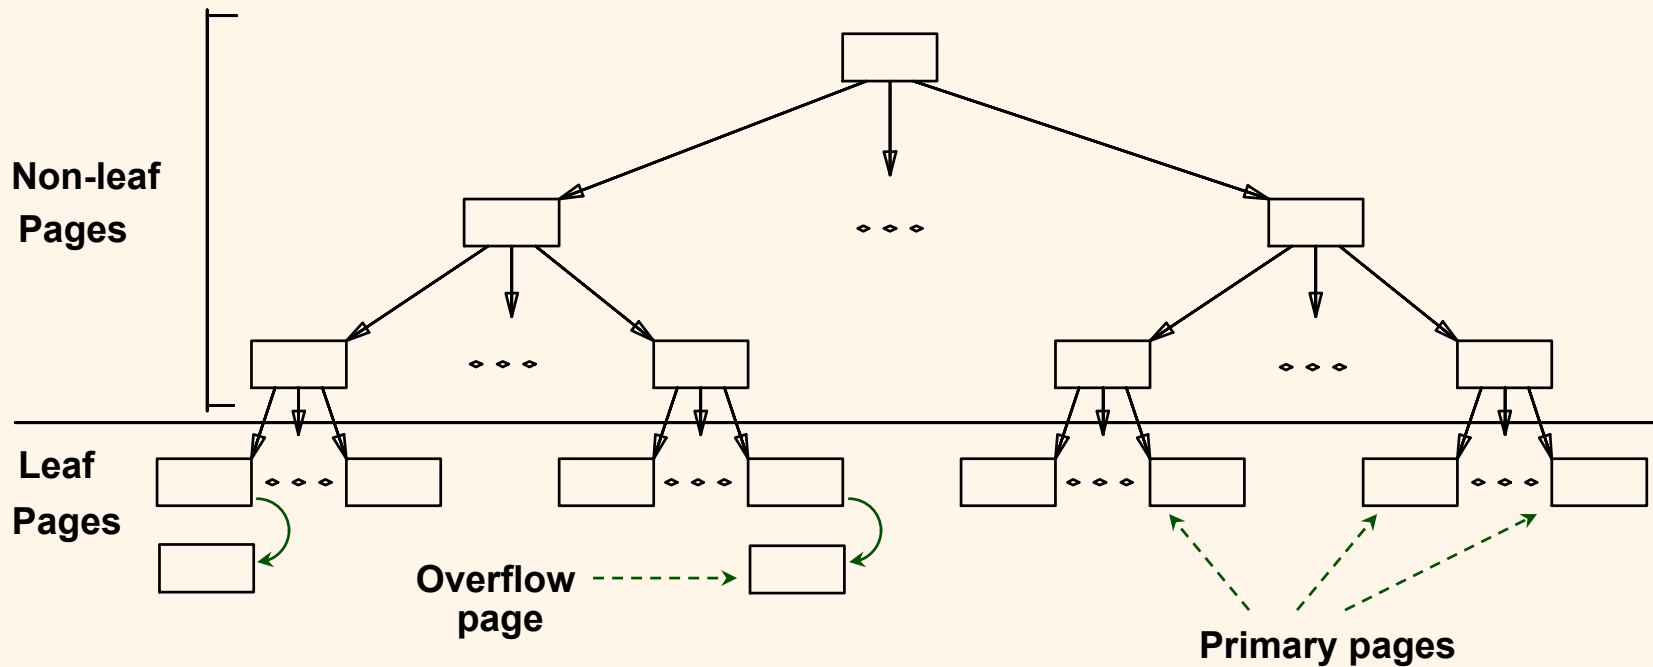 Non-leaf
Pages
Leaf
Pages
Overflow
page
Primary pages